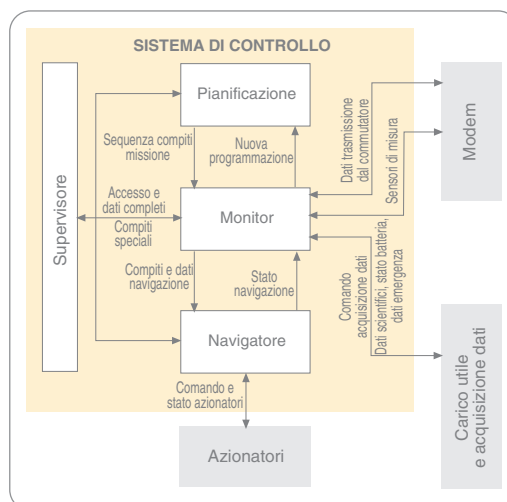 SISTEMA DI CONTROLLO
Pianificazione
Sequenza compiti
missione
Nuova
programmazione
Supervisore
Accesso e
dati completi
Compiti
speciali
Monitor
Compiti e dati
navigazione
Stato
navigazione
Navigatore
Comando e
stato azionatori
Azionatori
Dati trasmissione
dal commutatore
Sensori di misura
Modem
Comando
acquisizione dati
Dati scientifici, stato batteria,
dati emergenza
Carico utile
e acquisizione dati